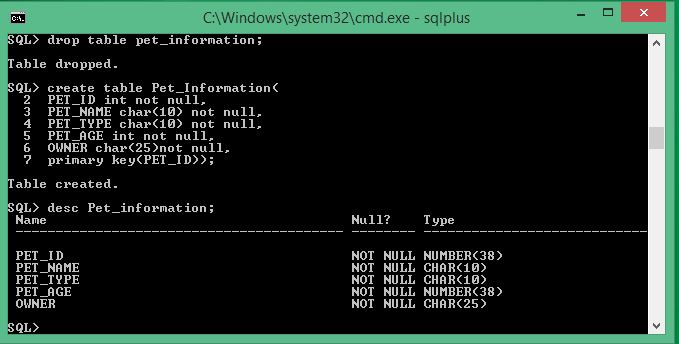 C:\Windows\system32\cmd.exe - sqlplus
SQL> drop table pet_information;
Table dropped.
SQL> create table Pet_Information(
2 PET_ID int not null,
3 PET_NAME char(10) not null,
4 PET_TYPE char(10) not null,
5 PET_AGE int not null,
6 OWNER char(25)not null,
7 primary key(PET_ID));
Table created.
SQL> desc Pet_information;
Name Null? Type
----------------------------------------- -------- ----------------------------
PET_ID NOT NULL NUMBER(38)
PET_NAME NOT NULL CHAR(10)
PET_TYPE NOT NULL CHAR(10)
PET_AGE NOT NULL NUMBER(38)
OWNER NOT NULL CHAR(25)
SQL>